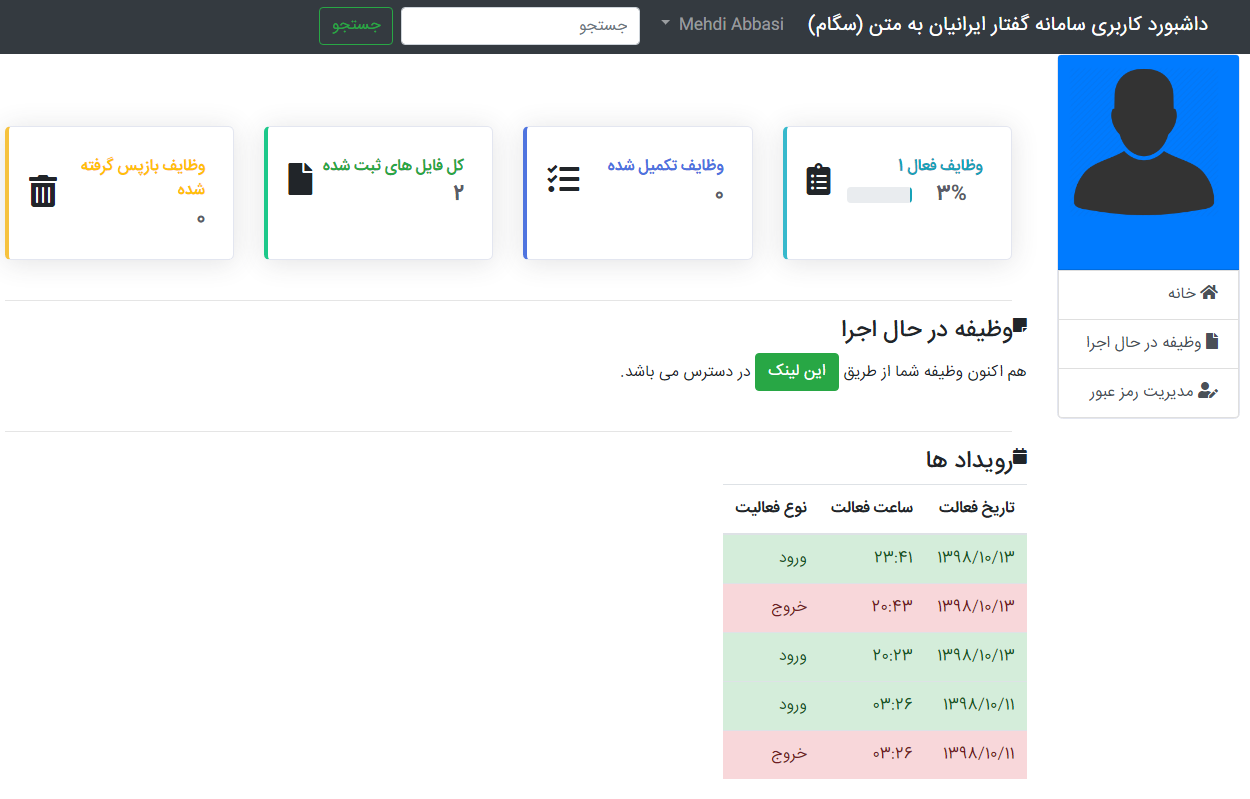 داشبورد کاربری سامانه گفتار ایرانیان به متن (سگام)
Mehdi Abbasi
جستجو
جستجو
خانه
وظیفه در حال اجرا
مدیریت رمز عبور
وظایف فعال ۱
۳%
وظایف تکمیل شده
۰
کل فایل های ثبت شده
۲
وظایف بازپس گرفته
شده
۰
وظیفه در حال اجرا
هم اکنون وظیفه شما از طریق این لینک در دسترس می باشد.
رویداد ها
تاریخ فعالت ساعت فعالت نوع فعالیت
۱۳۹۸/۱۰/۱۳ ۲۳:۴۱ ورود
۱۳۹۸/۱۰/۱۳ ۲۰:۴۳ خروج
۱۳۹۸/۱۰/۱۳ ۲۰:۲۳ ورود
۱۳۹۸/۱۰/۱۱ ۰۳:۲۶ ورود
۱۳۹۸/۱۰/۱۱ ۰۳:۲۶ خروج